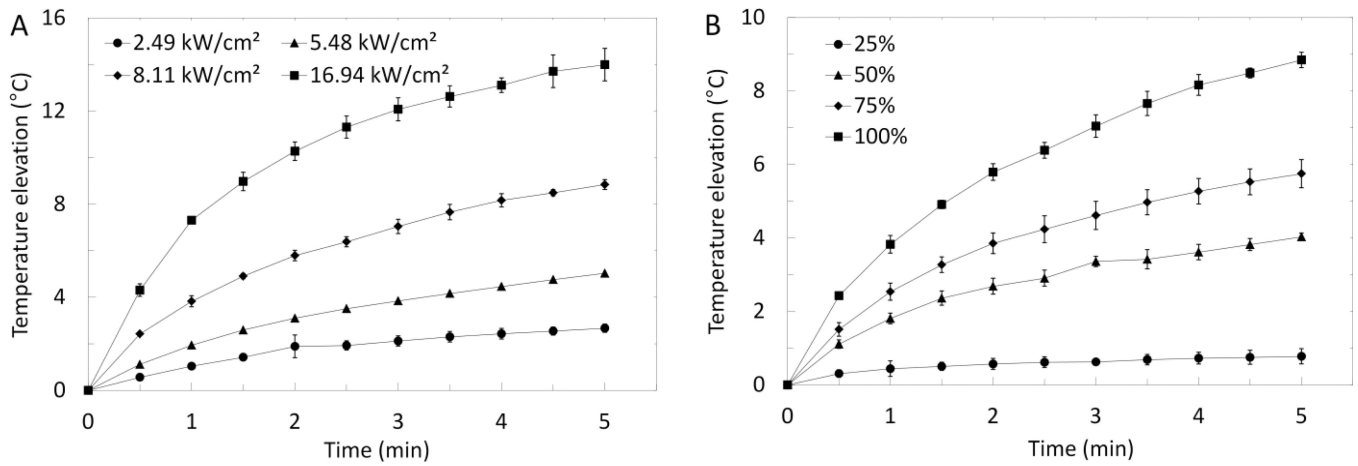 A
2.49 kW/cm² 5.48 kW/cm²
8.11 kW/cm² 16.94 kW/cm²
Temperature elevation (°C)
16
12
8
4
0
0 1 2 3 4 5
Time (min)
B
25%
50%
75%
100%
Temperature elevation (°C)
10
8
6
4
2
0
0 1 2 3 4 5
Time (min)